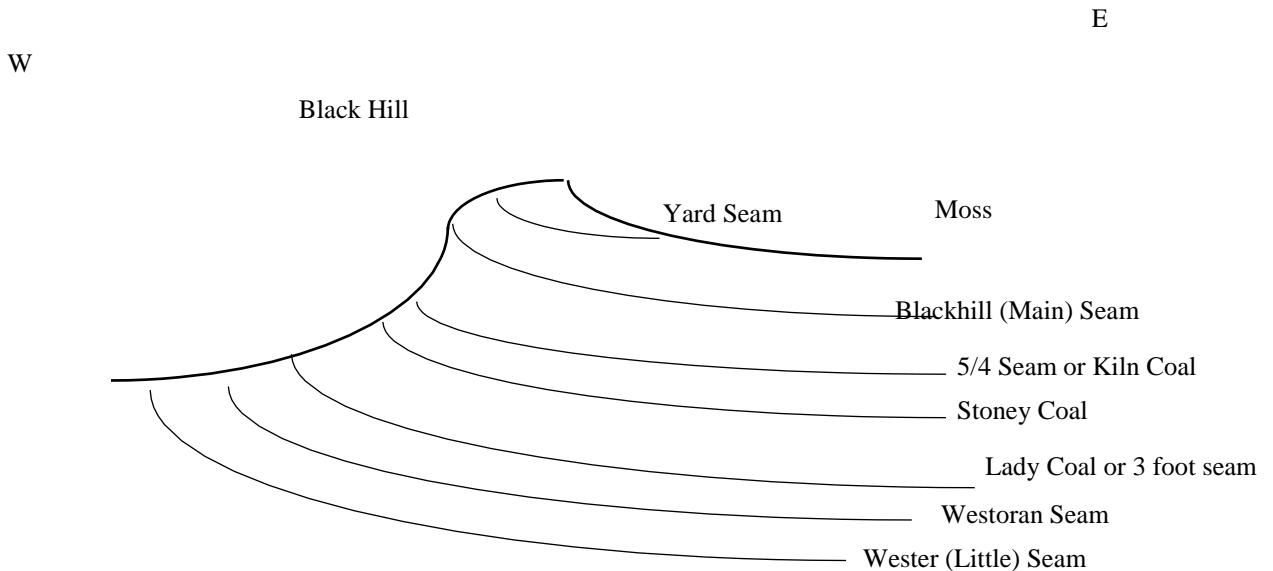 E
W
Black Hill
Yard Seam
Moss
Blackhill (Main) Seam
5/4 Seam or Kiln Coal
Stoney Coal
Lady Coal or 3 foot seam
Westoran Seam
Wester (Little) Seam